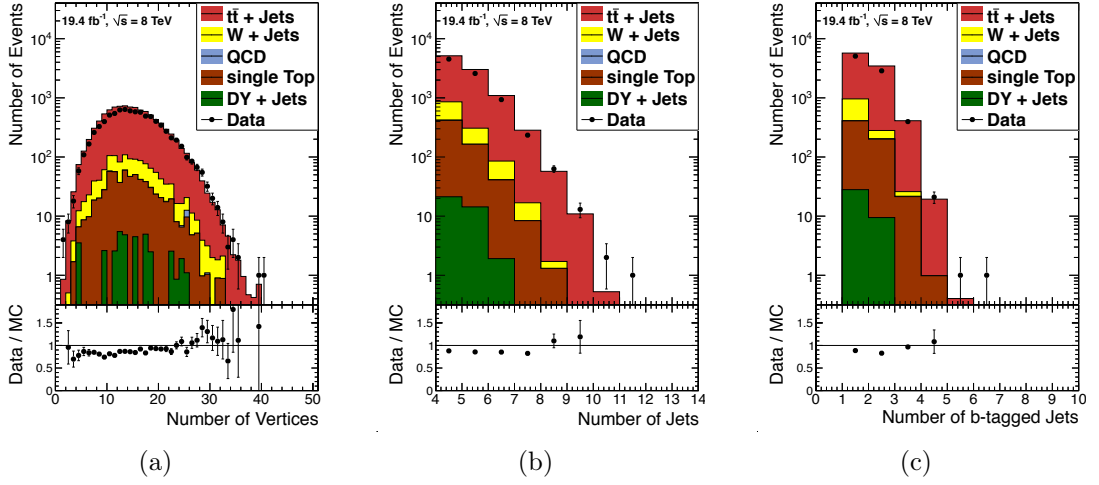 19.4 fb⁻¹, √s = 8 TeV
tt̄ + Jets
W + Jets
QCD
single Top
DY + Jets
Data
Number of Events
10⁴
10³
10²
10
1
Data / MC
1.5
1
0.5
0
0 10 20 30 40 50
Number of Vertices
(a)
19.4 fb⁻¹, √s = 8 TeV
tt̄ + Jets
W + Jets
QCD
single Top
DY + Jets
Data
Number of Events
10⁴
10³
10²
10
1
Data / MC
1.5
1
0.5
0
4 5 6 7 8 9 10 11 12 13 14
Number of Jets
(b)
19.4 fb⁻¹, √s = 8 TeV
tt̄ + Jets
W + Jets
QCD
single Top
DY + Jets
Data
Number of Events
10⁴
10³
10²
10
1
Data / MC
1.5
1
0.5
0
0 1 2 3 4 5 6 7 8 9 10
Number of b-tagged Jets
(c)